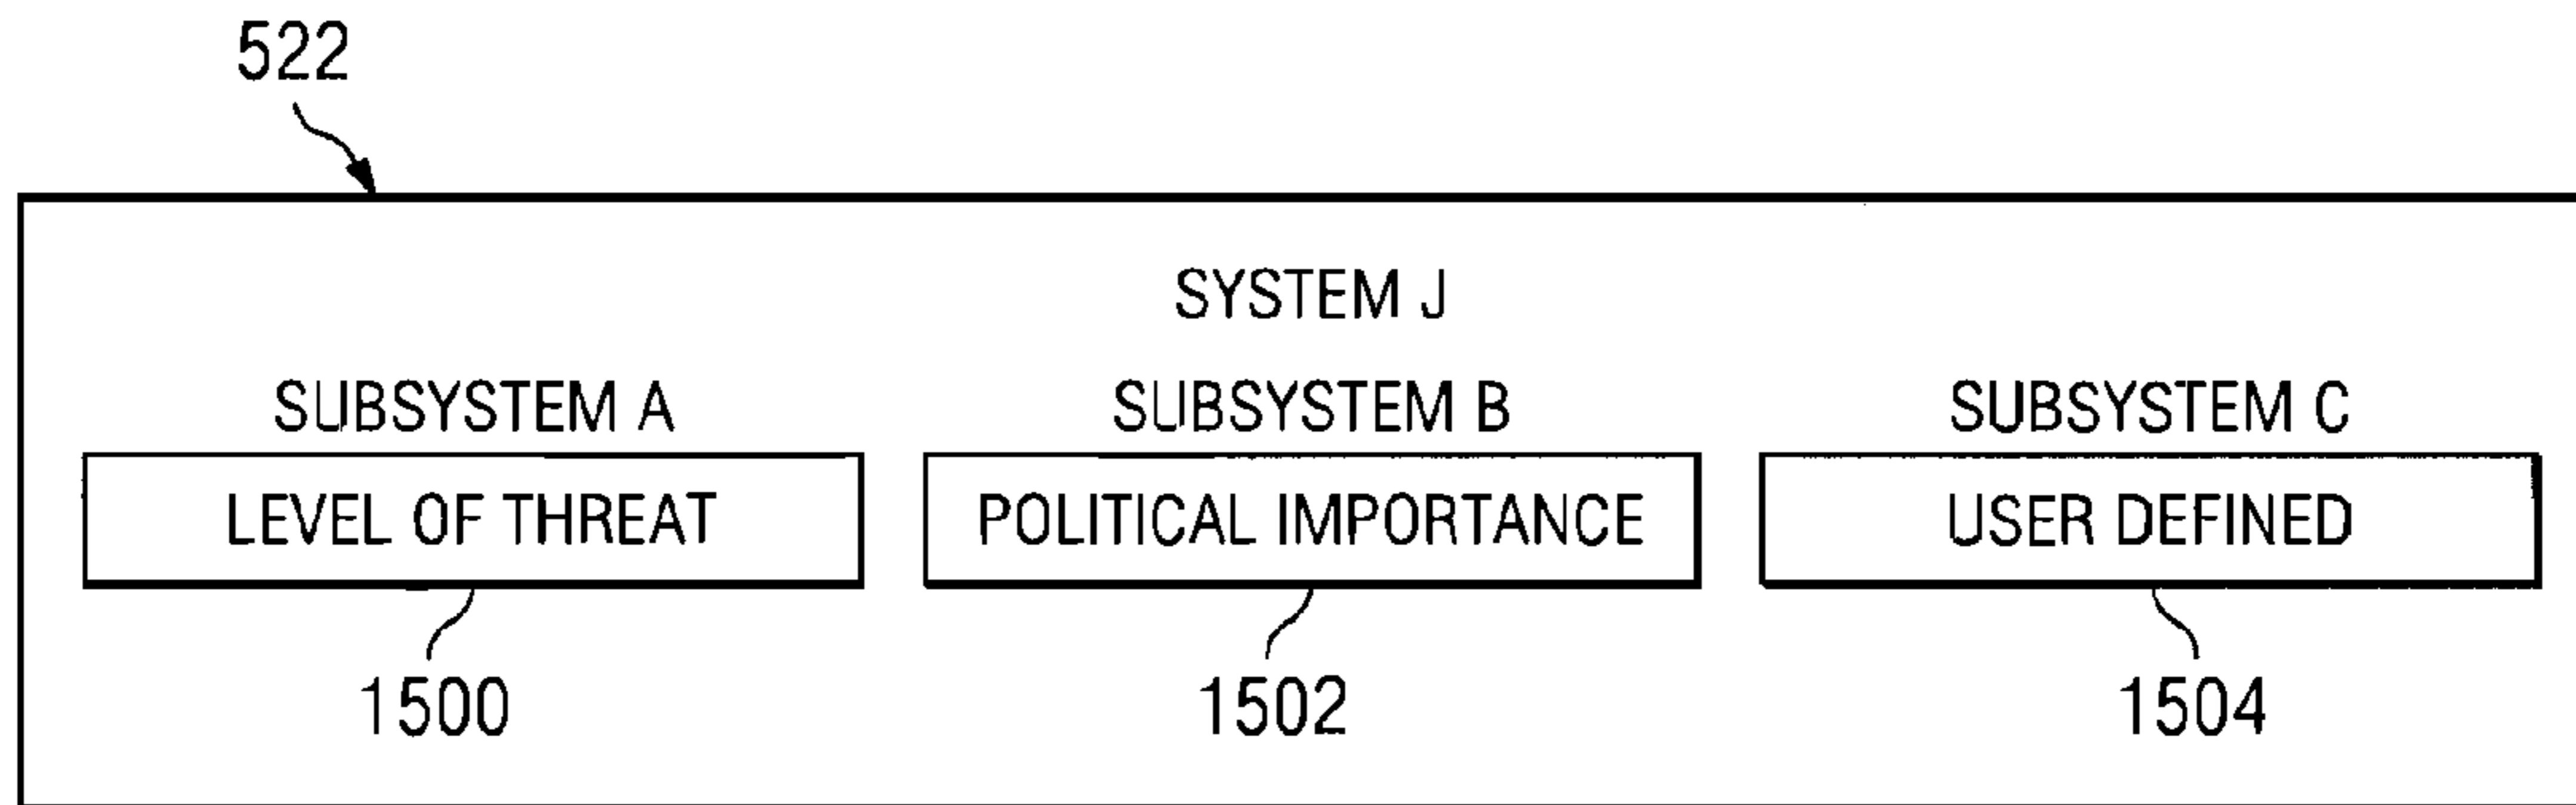 522
SYSTEM J
SUBSYSTEM A SUBSYSTEM B SUBSYSTEM C
LEVEL OF THREAT POLITICAL IMPORTANCE USER DEFINED
1500 1502 1504